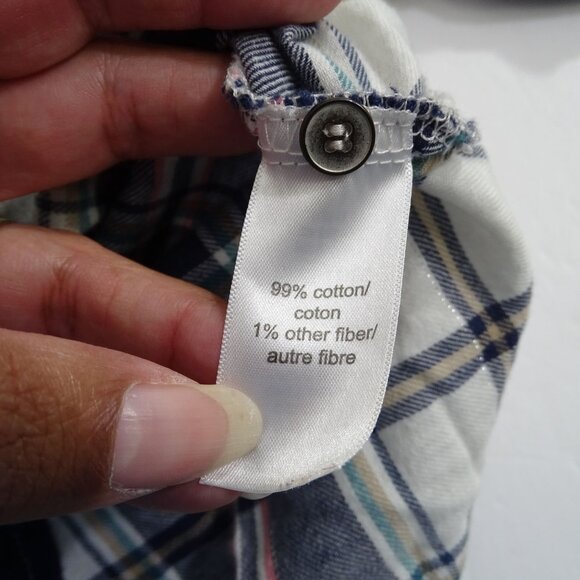 99% cotton/
coton
1% other fiber/
autre fibre